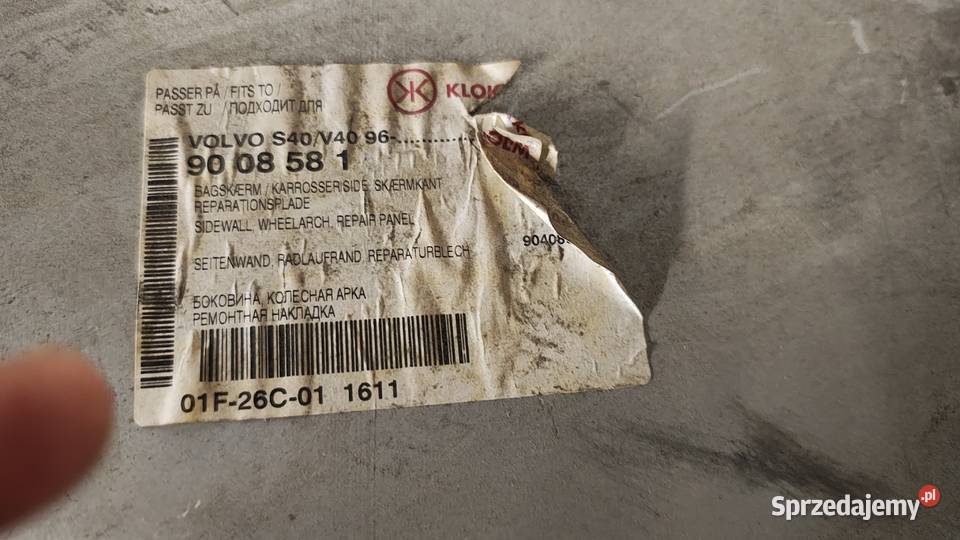 PASSER PÅ / FITS TO /
PASST ZU / ПОДХОДИТ ДЛЯ
KLOK
VOLVO S40/V40 96-...........
90 08 58 1
BAGSKÆRM / KARROSSERISIDE, SKÆRMKANT
REPARATIONSPLADE
SIDEWALL, WHEELARCH, REPAIR PANEL
90408
SEITENWAND, RADLAUFRAND, REPARATURBLECH
БОКОВИНА, КОЛЕСНАЯ АРКА
РЕМОНТНАЯ НАКЛАДКА
01F-26C-01 1611
Sprzedajemy.pl